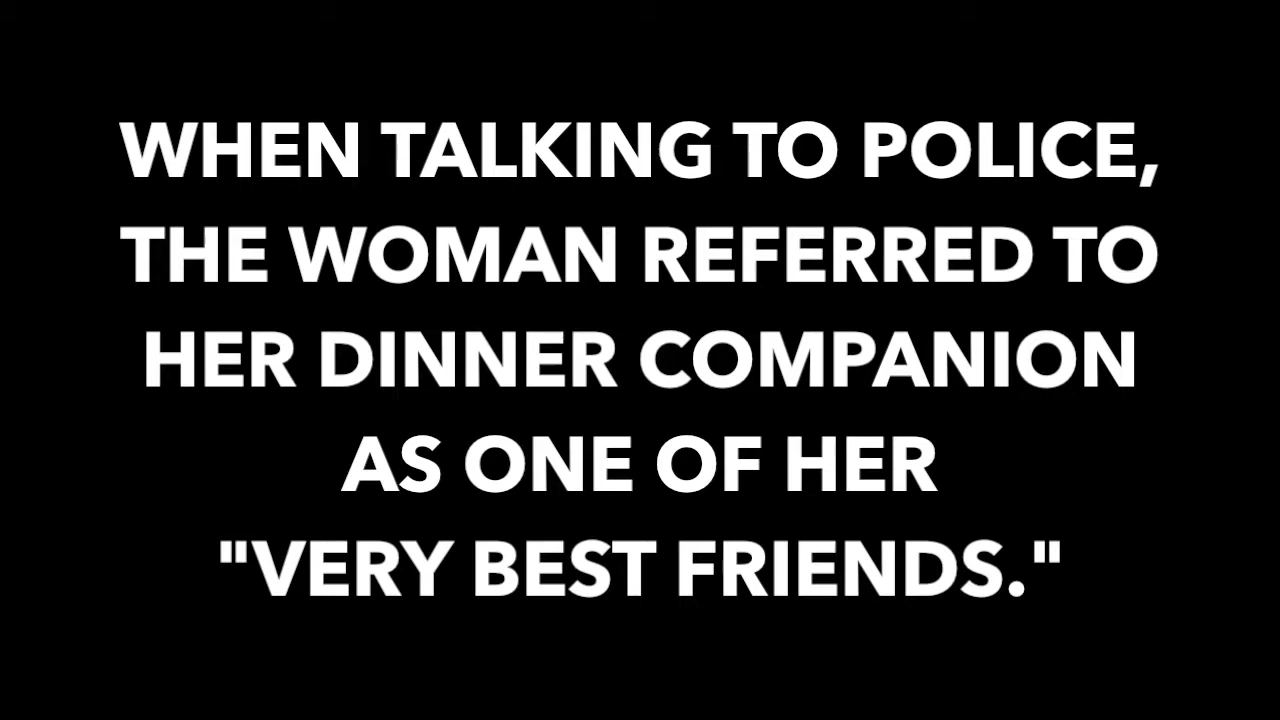 WHEN TALKING TO POLICE,
THE WOMAN REFERRED TO
HER DINNER COMPANION
AS ONE OF HER
"VERY BEST FRIENDS."